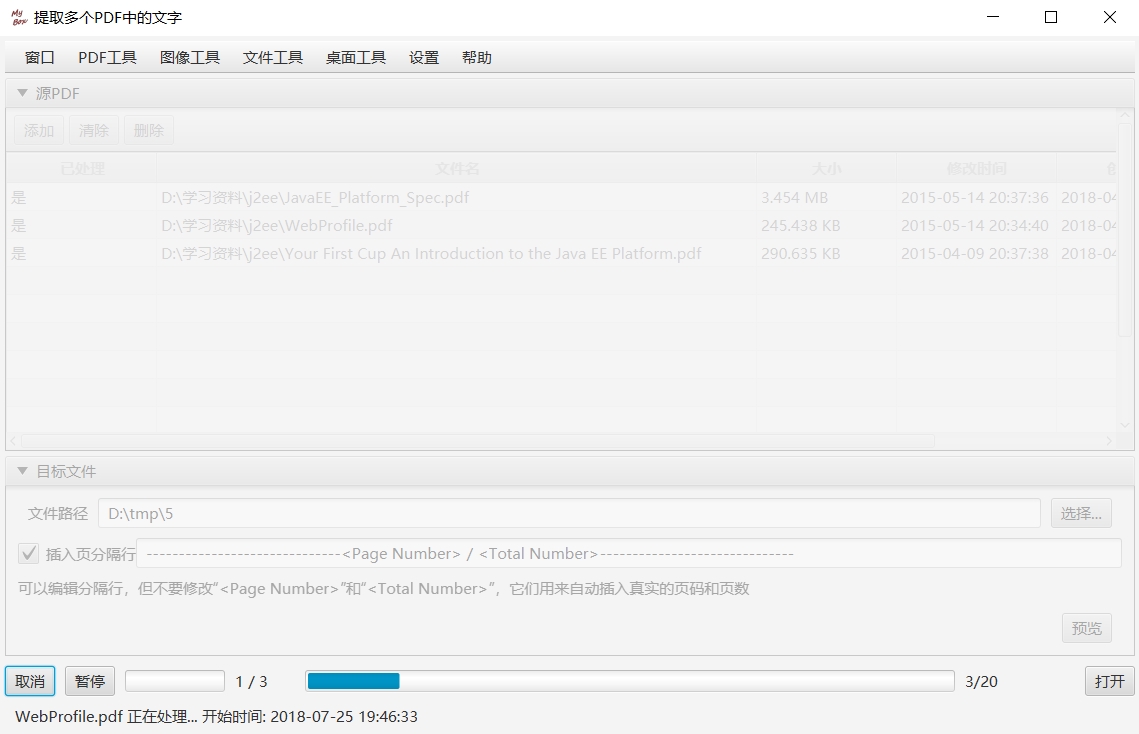 My Box 提取多个PDF中的文字
窗口 PDF工具 图像工具 文件工具 桌面工具 设置 帮助
源PDF
添加 清除 删除
已处理 文件名 大小 修改时间
是 D:\学习资料\j2ee\JavaEE_Platform_Spec.pdf 3.454 MB 2015-05-14 20:37:36 2018-04
是 D:\学习资料\j2ee\WebProfile.pdf 245.438 KB 2015-05-14 20:34:40 2018-04
是 D:\学习资料\j2ee\Your First Cup An Introduction to the Java EE Platform.pdf 290.635 KB 2015-04-09 20:37:38 2018-04
目标文件
文件路径 D:\tmp\5 选择...
插入页分隔行 ------------------------------<Page Number> / <Total Number>------------------------------
可以编辑分隔行，但不要修改“<Page Number>”和“<Total Number>”，它们用来自动插入真实的页码和页数
预览
取消 暂停 1 / 3 3/20 打开
WebProfile.pdf 正在处理... 开始时间: 2018-07-25 19:46:33